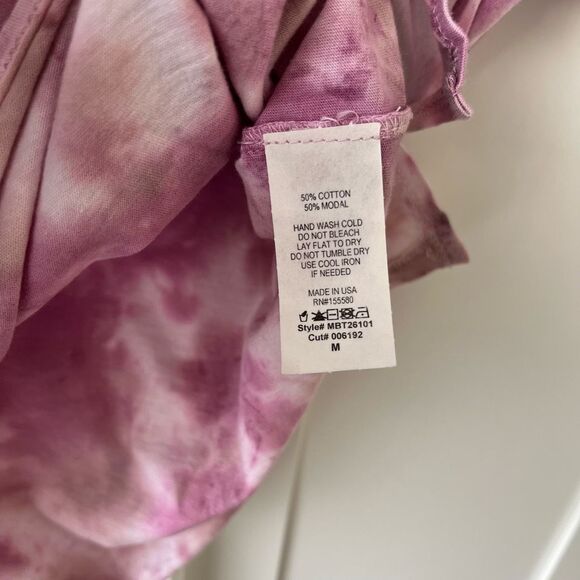 50% COTTON
50% MODAL
HAND WASH COLD
DO NOT BLEACH
LAY FLAT TO DRY
DO NOT TUMBLE DRY
USE COOL IRON
IF NEEDED
MADE IN USA
RN#155580
Style# MBT26101
Cut# 006192
M